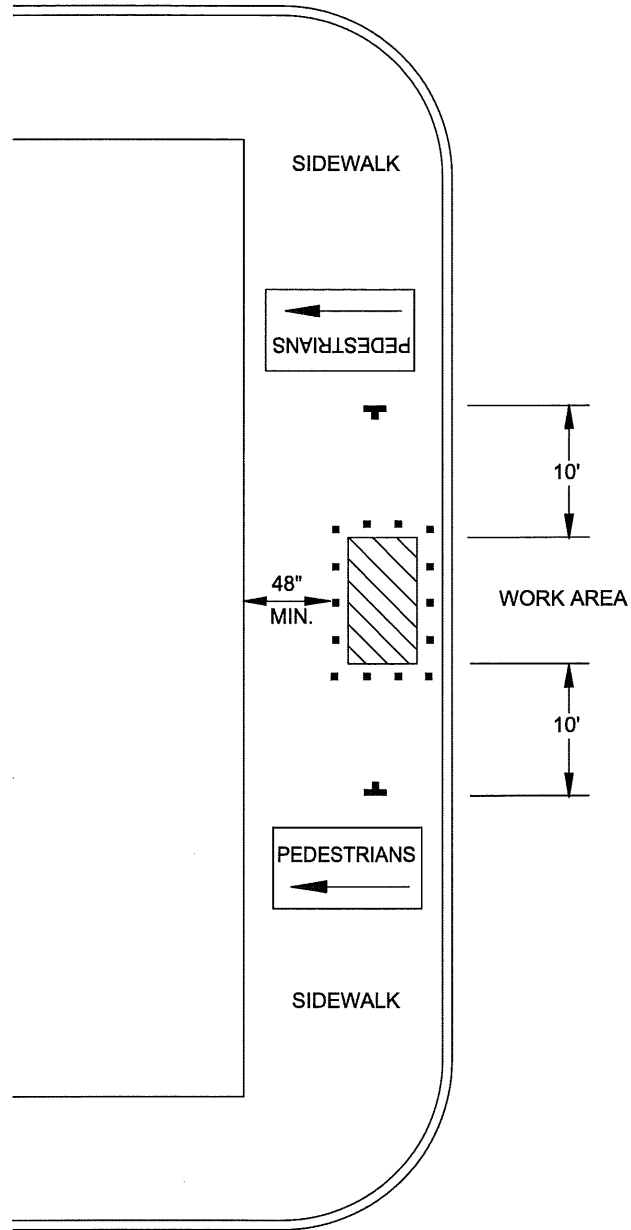 SIDEWALK
PEDESTRIANS
10'
48"
MIN.
WORK AREA
10'
PEDESTRIANS
SIDEWALK